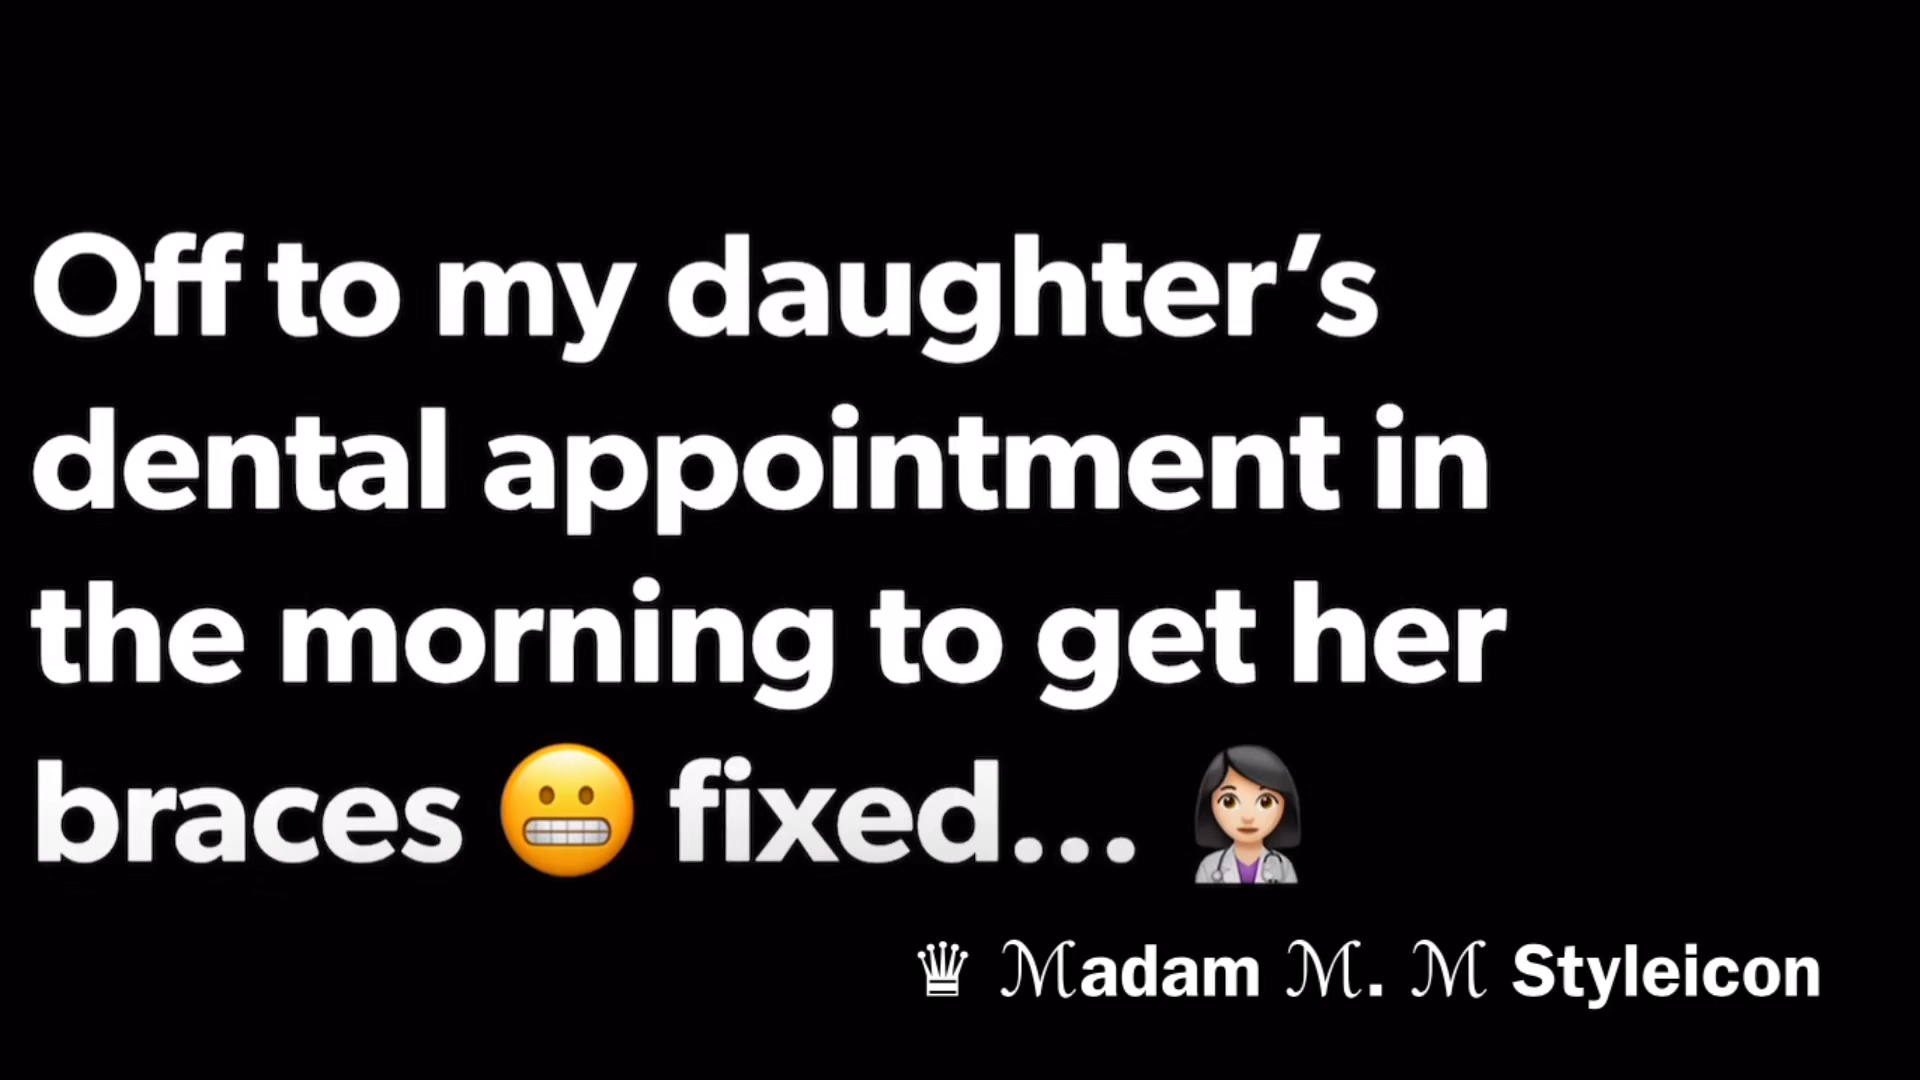 Off to my daughter’s
dental appointment in
the morning to get her
braces 😬 fixed... 👩🏻‍⚕️
♛ ℳadam ℳ. ℳ Styleicon